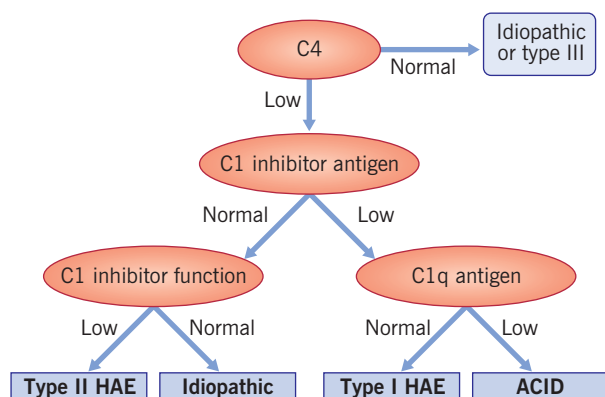 C4
Normal
Idiopathic
or type III
Low
C1 inhibitor antigen
Normal
Low
C1 inhibitor function
C1q antigen
Low
Normal
Normal
Low
Type II HAE
Idiopathic
Type I HAE
ACID